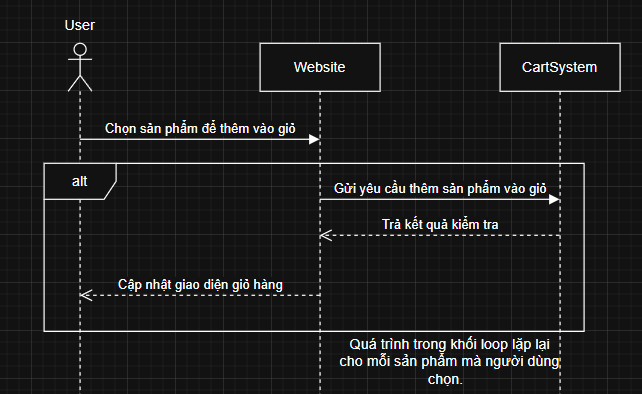 User
Website
CartSystem
Chọn sản phẩm để thêm vào giỏ
alt
Gửi yêu cầu thêm sản phẩm vào giỏ
Trả kết quả kiểm tra
Cập nhật giao diện giỏ hàng
Quá trình trong khối loop lặp lại
cho mỗi sản phẩm mà người dùng
chọn.